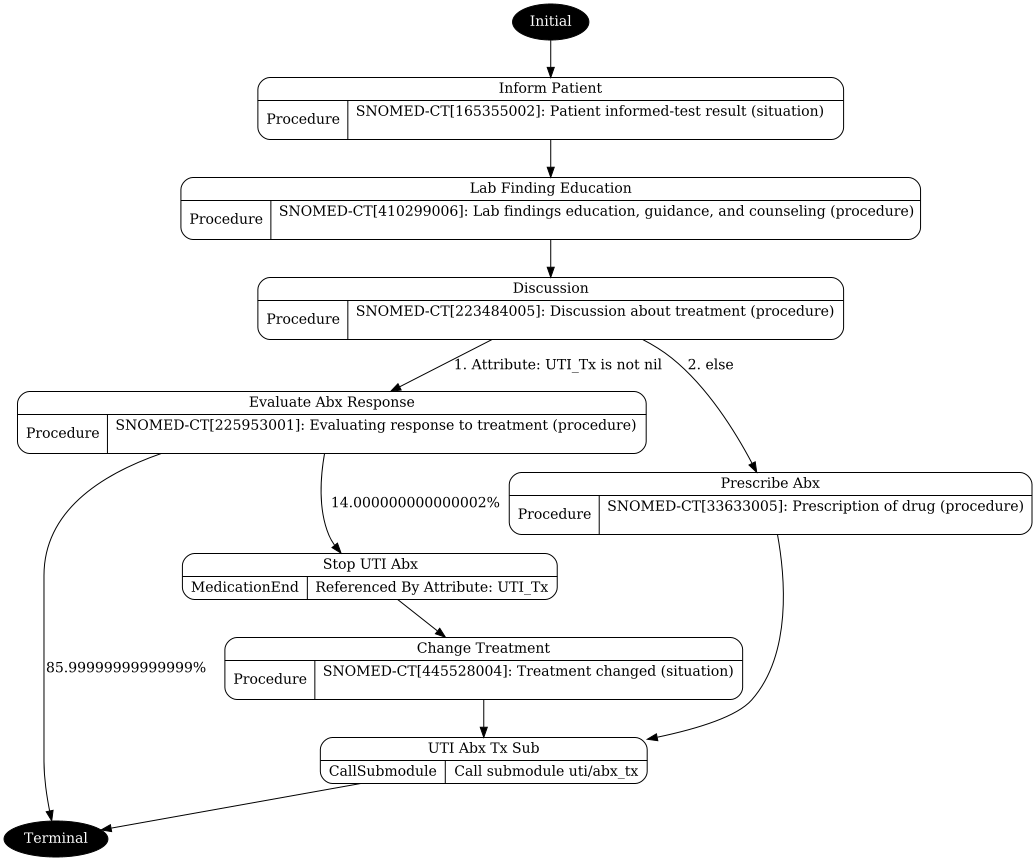 Initial
Inform Patient
Procedure
SNOMED-CT[165355002]: Patient informed-test result (situation)
Lab Finding Education
Procedure
SNOMED-CT[410299006]: Lab findings education, guidance, and counseling (procedure)
Discussion
Procedure
SNOMED-CT[223484005]: Discussion about treatment (procedure)
1. Attribute: UTI_Tx is not nil
2. else
Evaluate Abx Response
Procedure
SNOMED-CT[225953001]: Evaluating response to treatment (procedure)
Prescribe Abx
Procedure
SNOMED-CT[33633005]: Prescription of drug (procedure)
14.000000000000002%
Stop UTI Abx
MedicationEnd
Referenced By Attribute: UTI_Tx
Change Treatment
Procedure
SNOMED-CT[445528004]: Treatment changed (situation)
85.99999999999999%
UTI Abx Tx Sub
CallSubmodule
Call submodule uti/abx_tx
Terminal